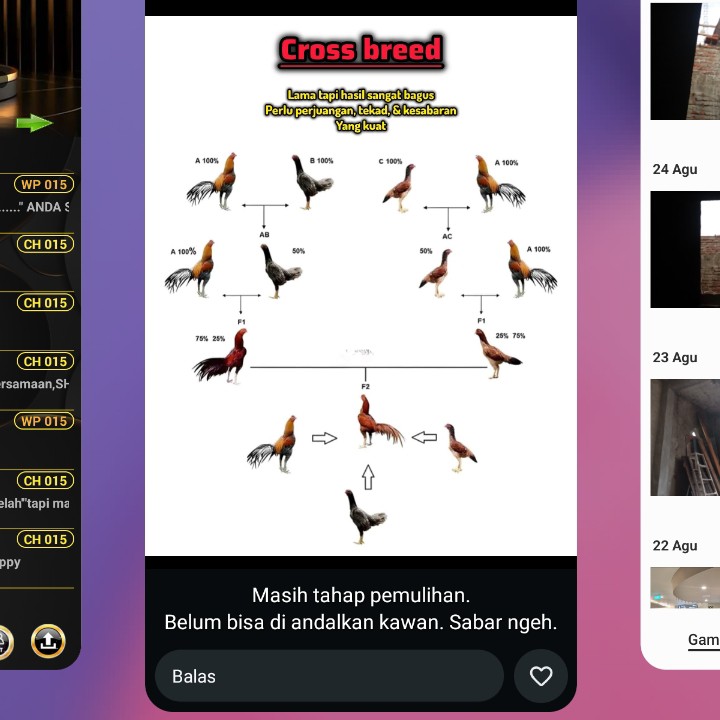 WP 015
......" ANDA S
CH 015
CH 015
CH 015
ersamaan,SH
WP 015
CH 015
elah"'tapi ma
CH 015
ppy
Cross breed
Lama tapi hasil sangat bagus
Perlu perjuangan, tekad, & kesabaran
Yang kuat
A 100% B 100% C 100% A 100%
AB AC
A 100% 50% 50% A 100%
F1 F1
75% 25% 25% 75%
F2
Masih tahap pemulihan.
Belum bisa di andalkan kawan. Sabar ngeh.
Balas
24 Agu
23 Agu
22 Agu
Gam